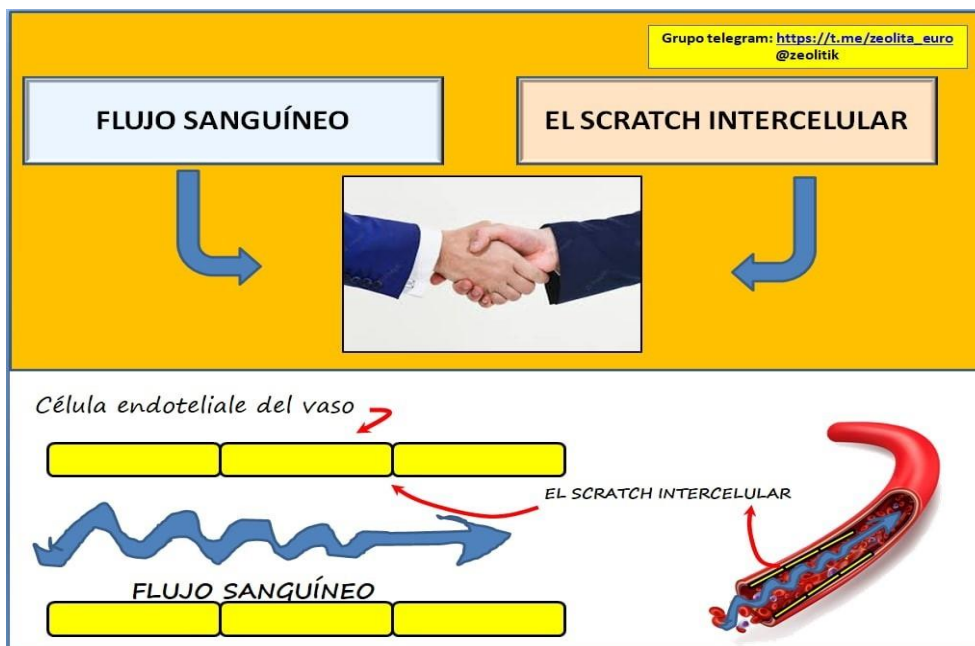 Grupo telegram: https://t.me/zeolita_euro
@zeolitik
FLUJO SANGUÍNEO
EL SCRATCH INTERCELULAR
Célula endoteliale del vaso
EL SCRATCH INTERCELULAR
FLUJO SANGUÍNEO